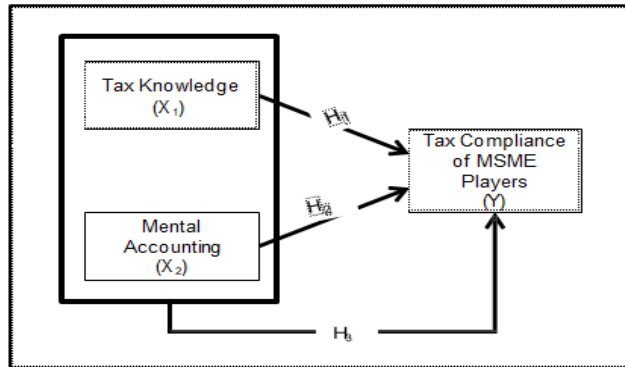 Tax Knowledge
(X₁)
H₁
Tax Compliance
of MSME
Players
(Y)
H₂
Mental
Accounting
(X₂)
H₃